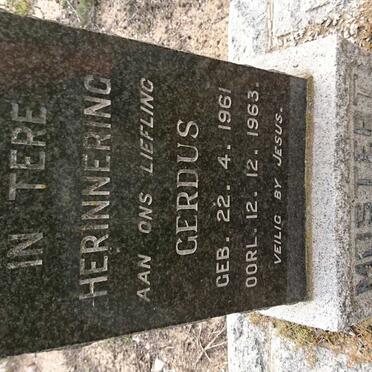 IN TERE
HERINNERING
AAN ONS LIEFLING
GERDUS
GEB. 22. 4. 1961
OORL. 12. 12. 1963.
VEILIG BY JESUS.